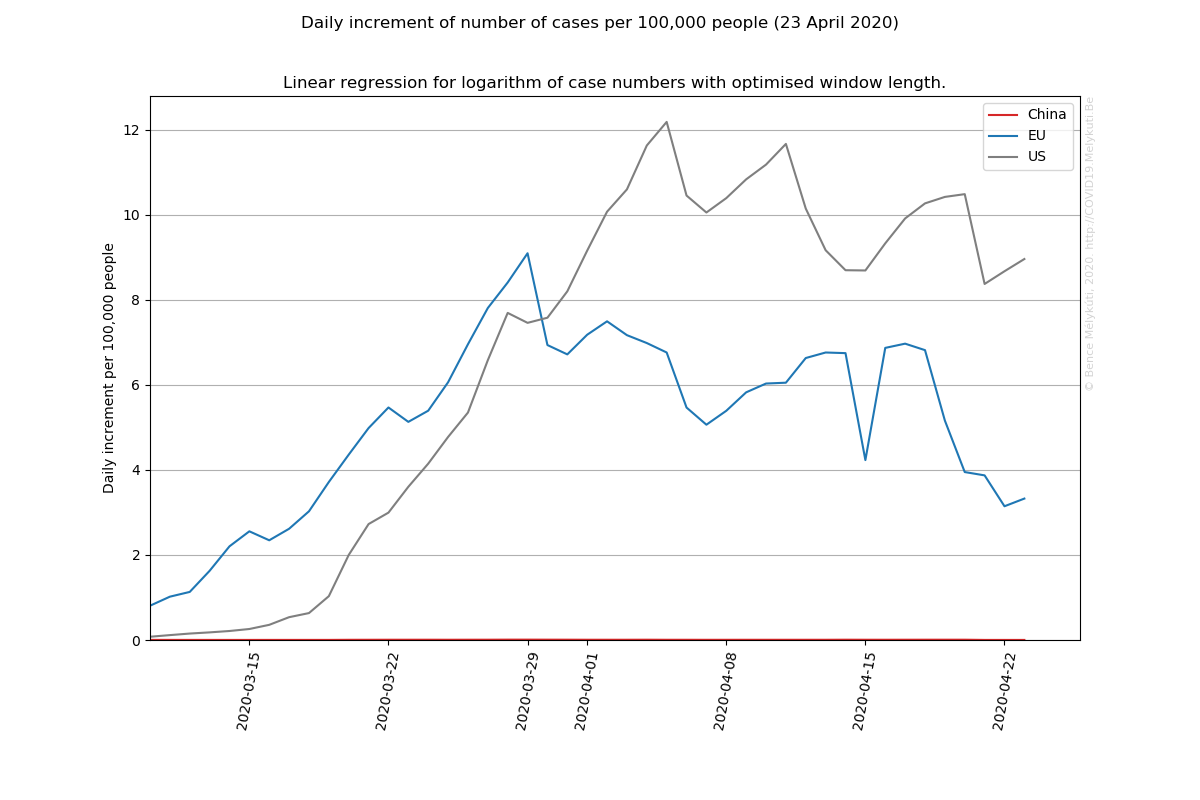 Daily increment of number of cases per 100,000 people (23 April 2020)
Linear regression for logarithm of case numbers with optimised window length.
China
EU
US
Daily increment per 100,000 people
12
10
8
6
4
2
0
2020-03-15
2020-03-22
2020-03-29
2020-04-01
2020-04-08
2020-04-15
2020-04-22
© Bence Mélykúti, 2020. http://COVID19.Melykuti.Be